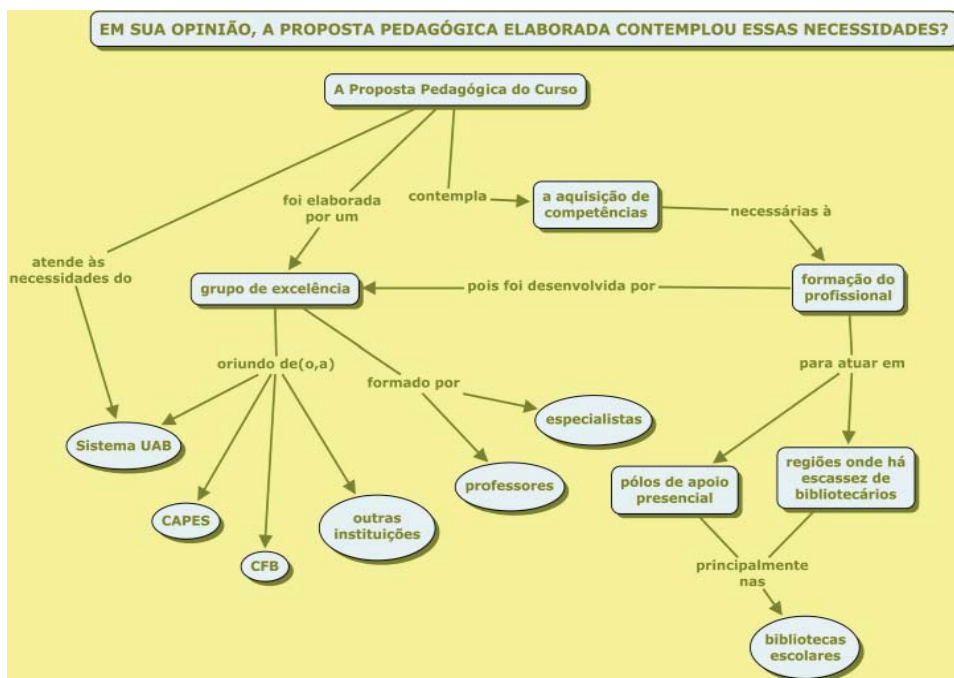 EM SUA OPINIÃO, A PROPOSTA PEDAGÓGICA ELABORADA CONTEMPLOU ESSAS NECESSIDADES?
A Proposta Pedagógica do Curso
foi elaborada
por um
contempla
a aquisição de
competências
necessárias à
atende às
necessidades do
grupo de excelência
pois foi desenvolvida por
formação do
profissional
oriundo de(o,a)
formado por
para atuar em
Sistema UAB
especialistas
CAPES
CFB
outras
instituições
professores
pólos de apoio
presencial
regiões onde há
escassez de
bibliotecários
principalmente
nas
bibliotecas
escolares